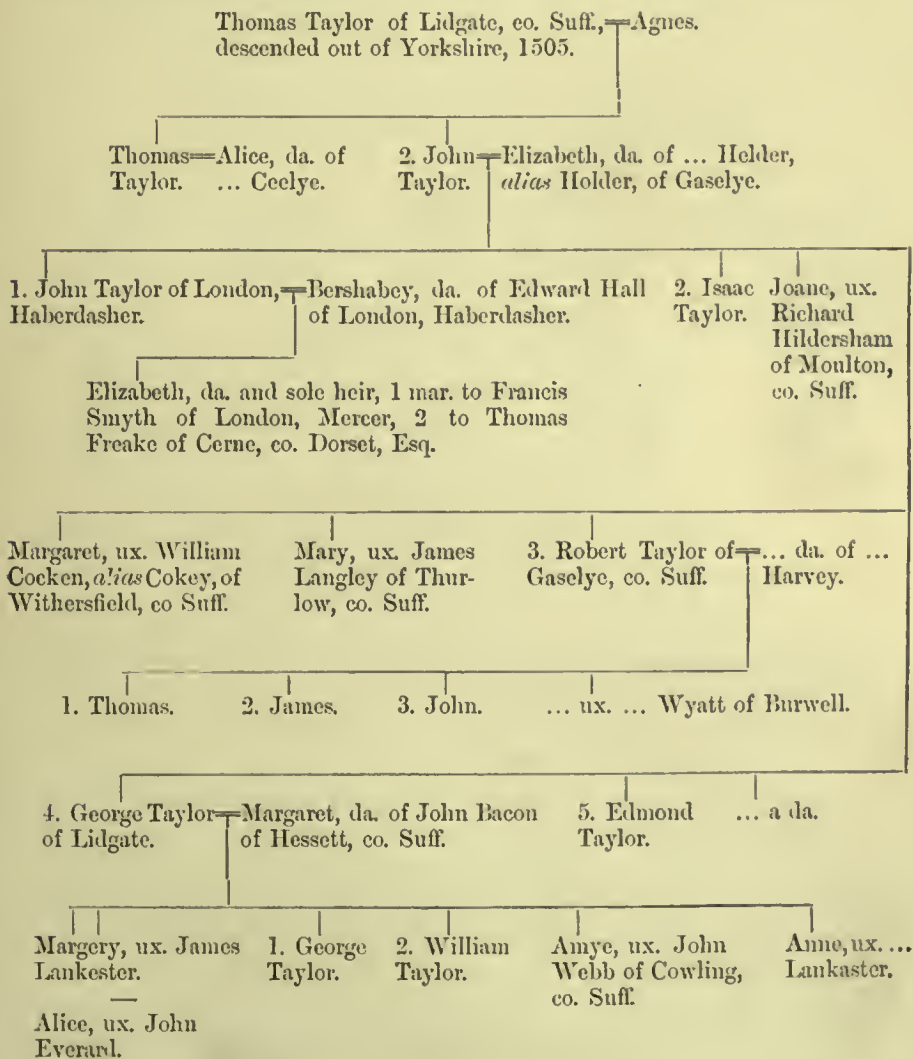 Thomas Taylor of Lidgate, co. Suff., Agnes.
descended out of Yorkshire, 1505.
Thomas Alice, da. of 2. John Elizabeth, da. of ... Helder,
Taylor. ... Ceelye. Taylor. alias Holder, of Gaselye.
1. John Taylor of London, Bershabey, da. of Edward Hall 2. Isaac Joane, ux.
Haberdasher. of London, Haberdasher. Taylor. Richard
Hildersham
of Moulton,
co. Suff.
Elizabeth, da. and sole heir, 1 mar. to Francis
Smyth of London, Mercer, 2 to Thomas
Freake of Cerne, co. Dorset, Esq.
Margaret, ux. William Mary, ux. James 3. Robert Taylor of ... da. of ...
Cocken, alias Cokey, of Langley of Thur- Gaselye, co. Suff. Harvey.
Withersfield, co Suff. low, co. Suff.
1. Thomas. 2. James. 3. John. ... ux. ... Wyatt of Burwell.
4. George Taylor Margaret, da. of John Bacon 5. Edmond ... a da.
of Lidgate. of Hessett, co. Suff. Taylor.
Margery, ux. James 1. George 2. William Amye, ux. John Anne, ux. ...
Lankester. Taylor. Taylor. Webb of Cowling, Lankaster.
co. Suff.
Alice, ux. John
Everard.